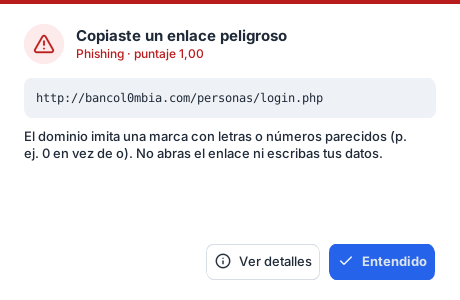 Copiaste un enlace peligroso
Phishing · puntaje 1,00
http://bancol0mbia.com/personas/login.php
El dominio imita una marca con letras o números parecidos (p.
ej. 0 en vez de o). No abras el enlace ni escribas tus datos.
Ver detalles
Entendido